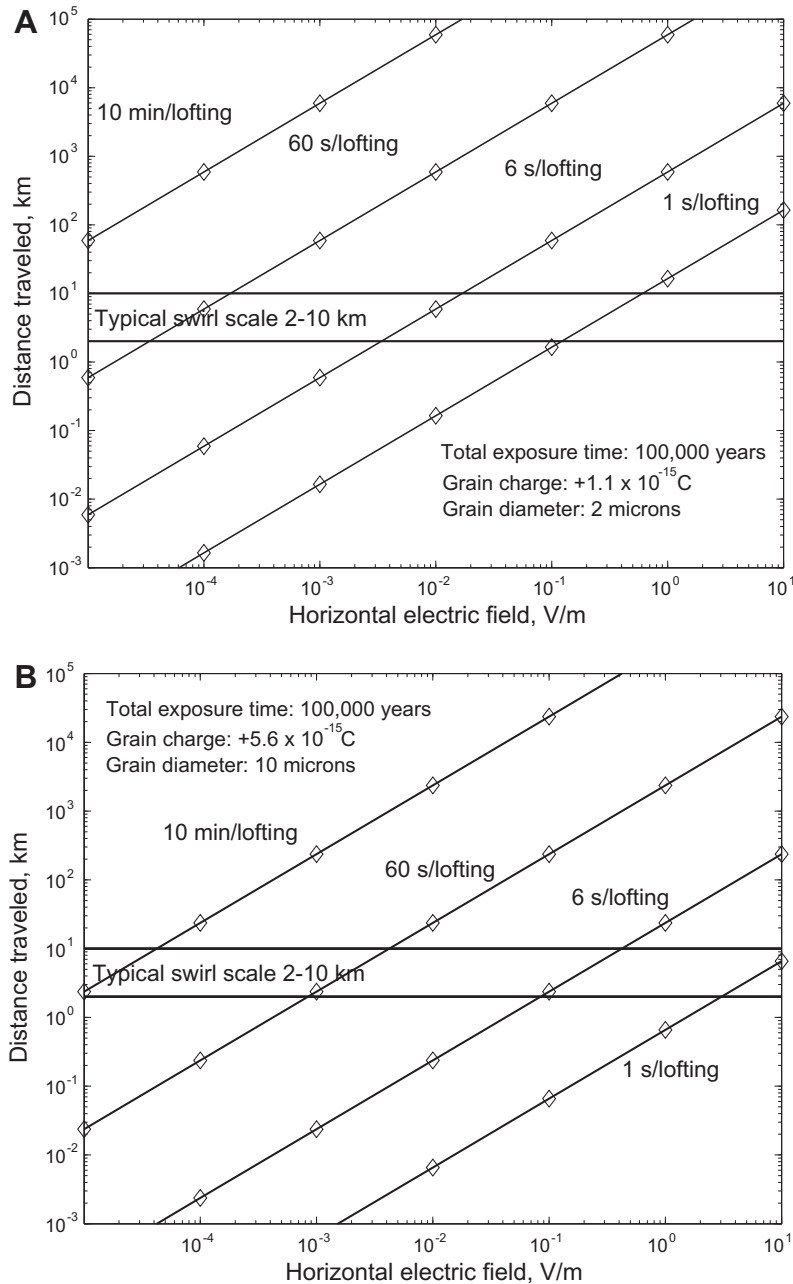 A
10^5
10^4
10^3
10^2
10^1
10^0
10^-1
10^-2
10^-3
Distance traveled, km
10 min/lofting
60 s/lofting
6 s/lofting
1 s/lofting
Typical swirl scale 2-10 km
Total exposure time: 100,000 years
Grain charge: +1.1 x 10^-15 C
Grain diameter: 2 microns
10^-4 10^-3 10^-2 10^-1 10^0 10^1
Horizontal electric field, V/m
B
10^5
10^4
10^3
10^2
10^1
10^0
10^-1
10^-2
10^-3
Distance traveled, km
Total exposure time: 100,000 years
Grain charge: +5.6 x 10^-15 C
Grain diameter: 10 microns
10 min/lofting
60 s/lofting
6 s/lofting
Typical swirl scale 2-10 km
1 s/lofting
10^-4 10^-3 10^-2 10^-1 10^0 10^1
Horizontal electric field, V/m